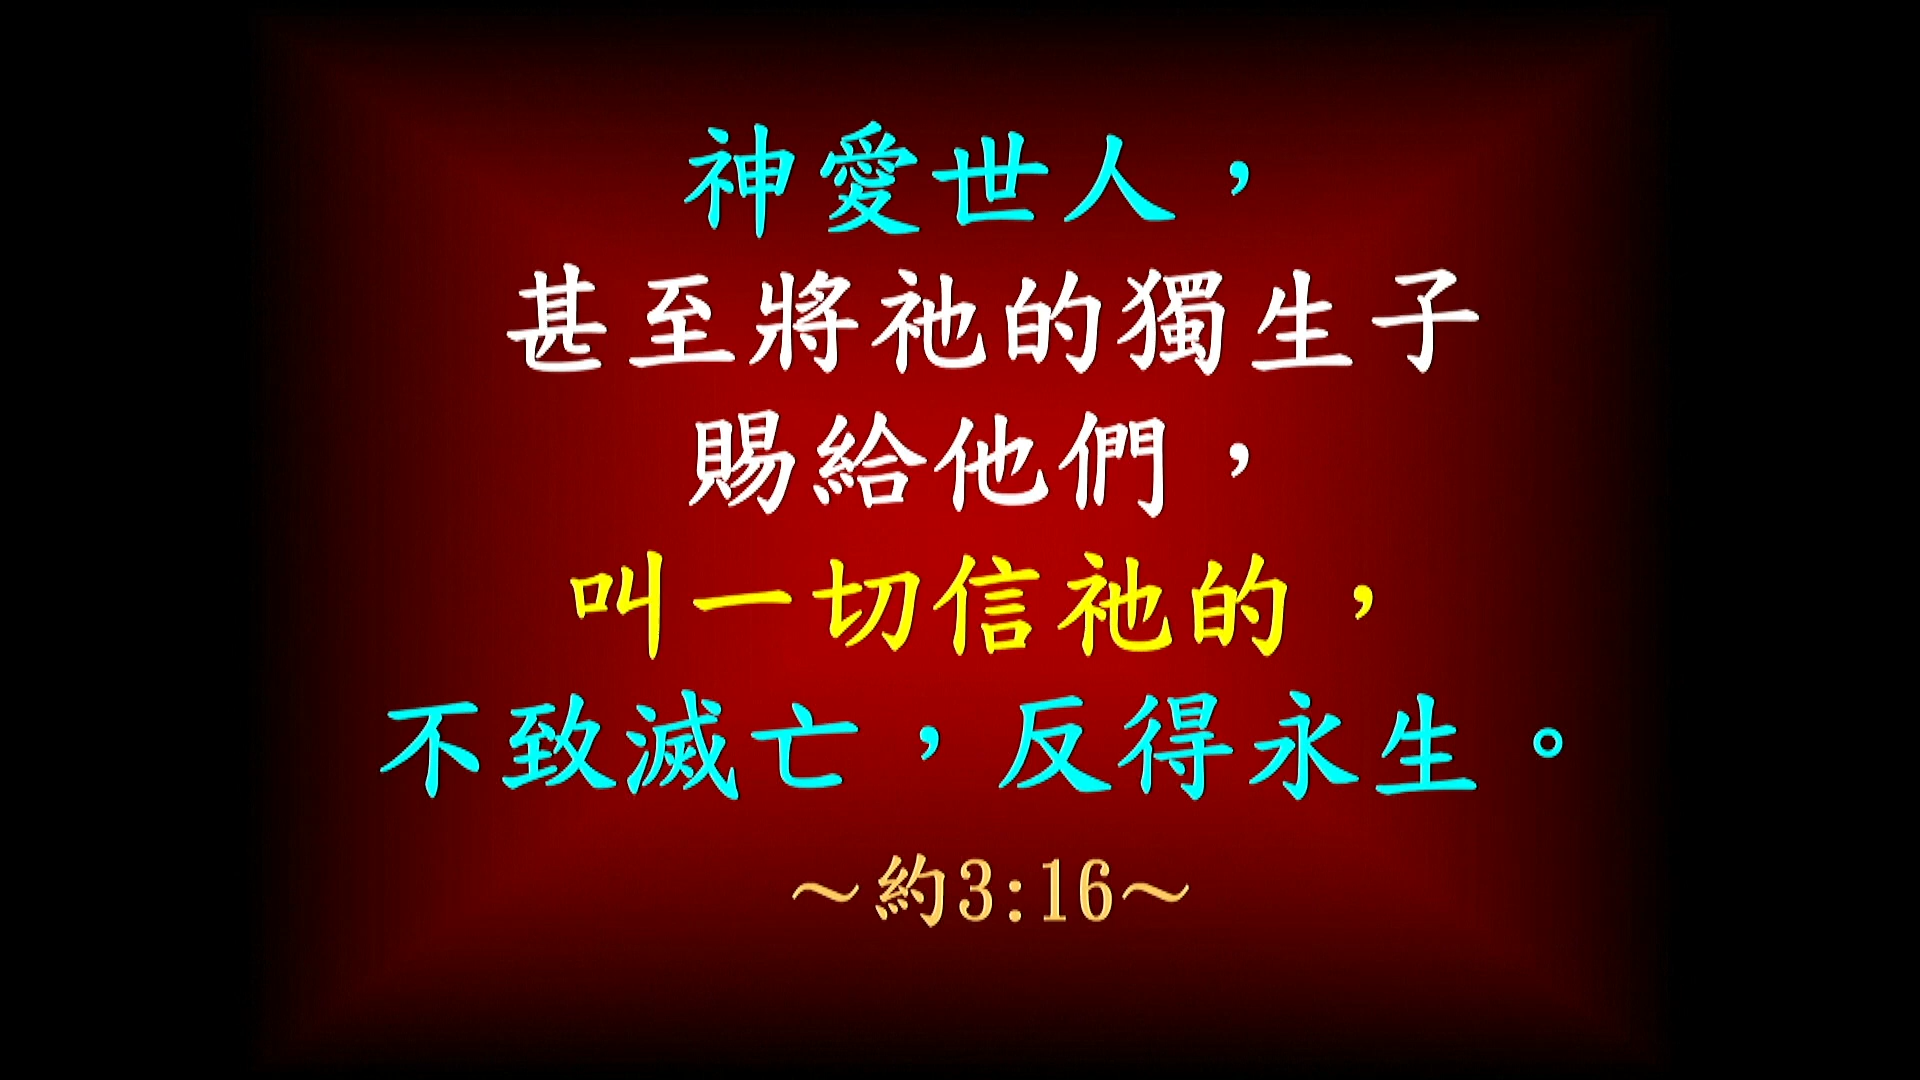 神愛世人，
甚至將祂的獨生子
賜給他們，
叫一切信祂的，
不致滅亡，反得永生。
～約3:16～